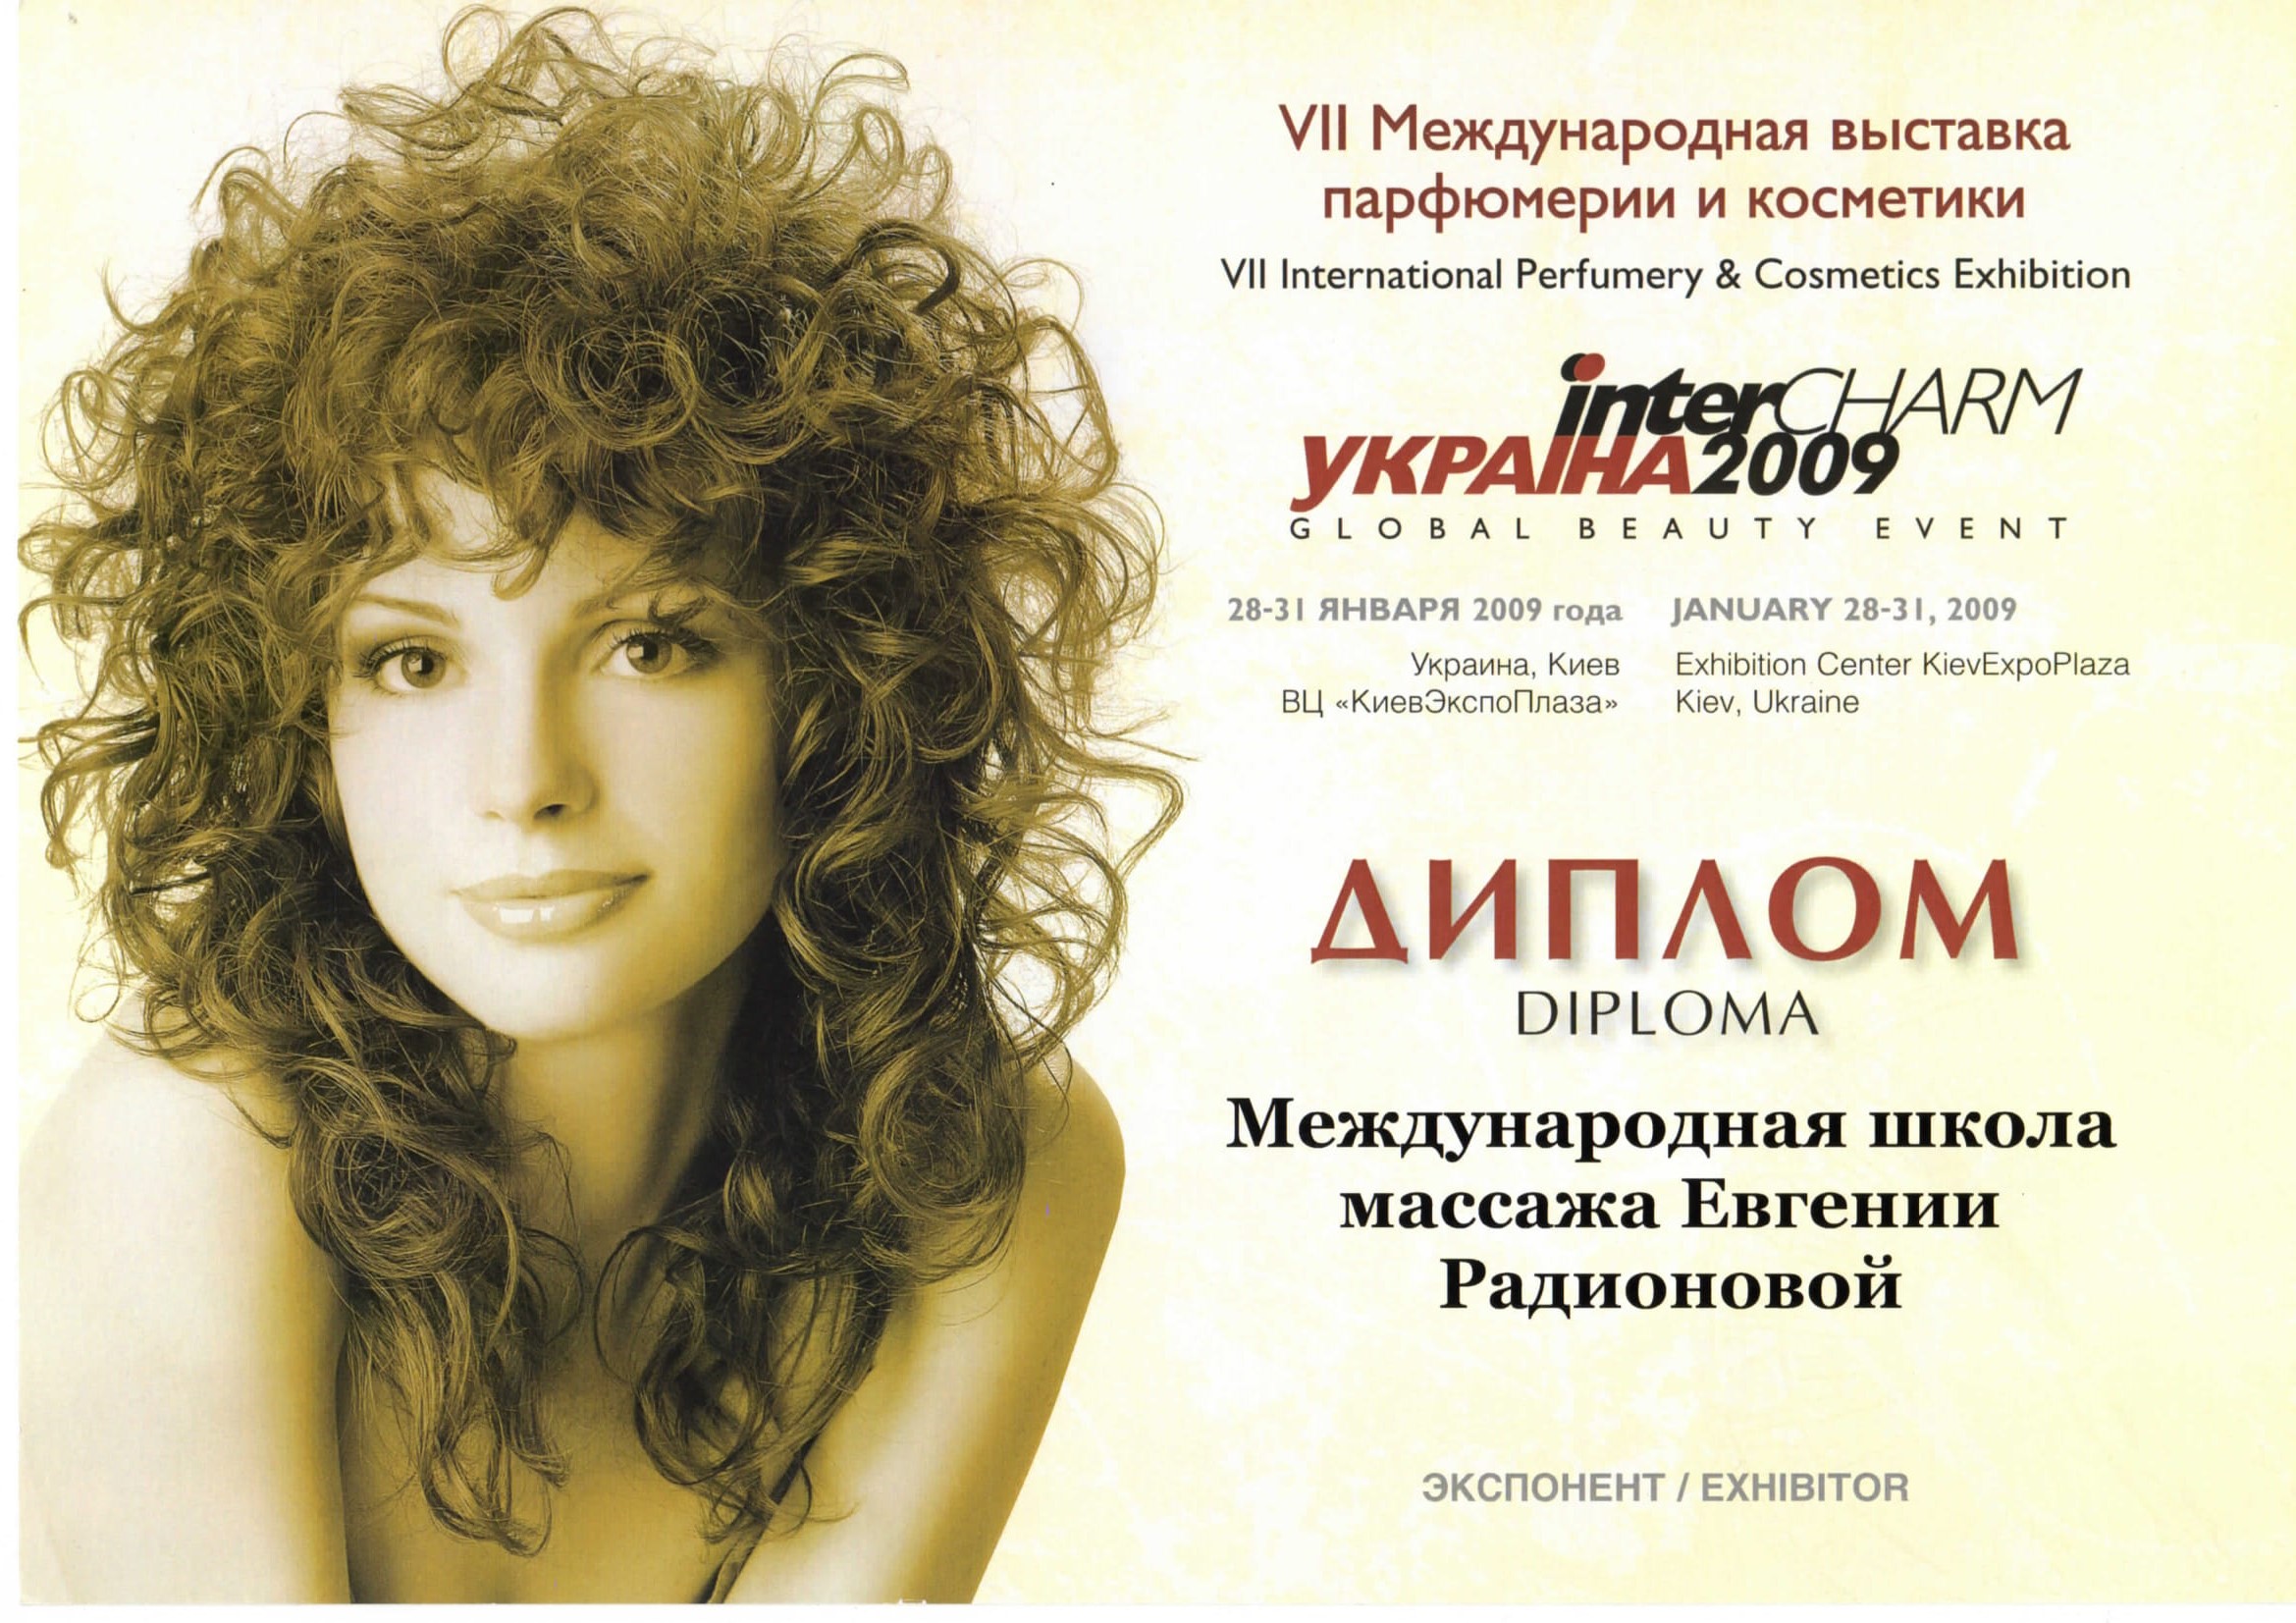 VII Международная выставка
парфюмерии и косметики
VII International Perfumery & Cosmetics Exhibition
interCHARM
УКРАЇНА 2009
GLOBAL BEAUTY EVENT
28-31 ЯНВАРЯ 2009 года JANUARY 28-31, 2009
Украина, Киев Exhibition Center KievExpoPlaza
ВЦ «КиевЭкспоПлаза» Kiev, Ukraine
ДИПЛОМ
DIPLOMA
Международная школа
массажа Евгении
Радионовой
ЭКСПОНЕНТ / EXHIBITOR